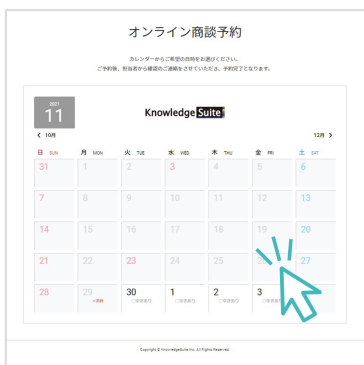 オンライン商談予約
カレンダーからご希望の日時をお選びください。
ご予約後、担当者から確認のご連絡をさせていただき、予約完了となります。
2021
11
KnowledgeSuite
< 10月
12月 >
日 SUN 月 MON 火 TUE 水 WED 木 THU 金 FRI 土 SAT
31 1 2 3 4 5 6
7 8 9 10 11 12 13
14 15 16 17 18 19 20
21 22 23 24 25 27
28 29 30 1 2 3
Copyright © KnowledgeSuite Inc. All Rights Reserved.